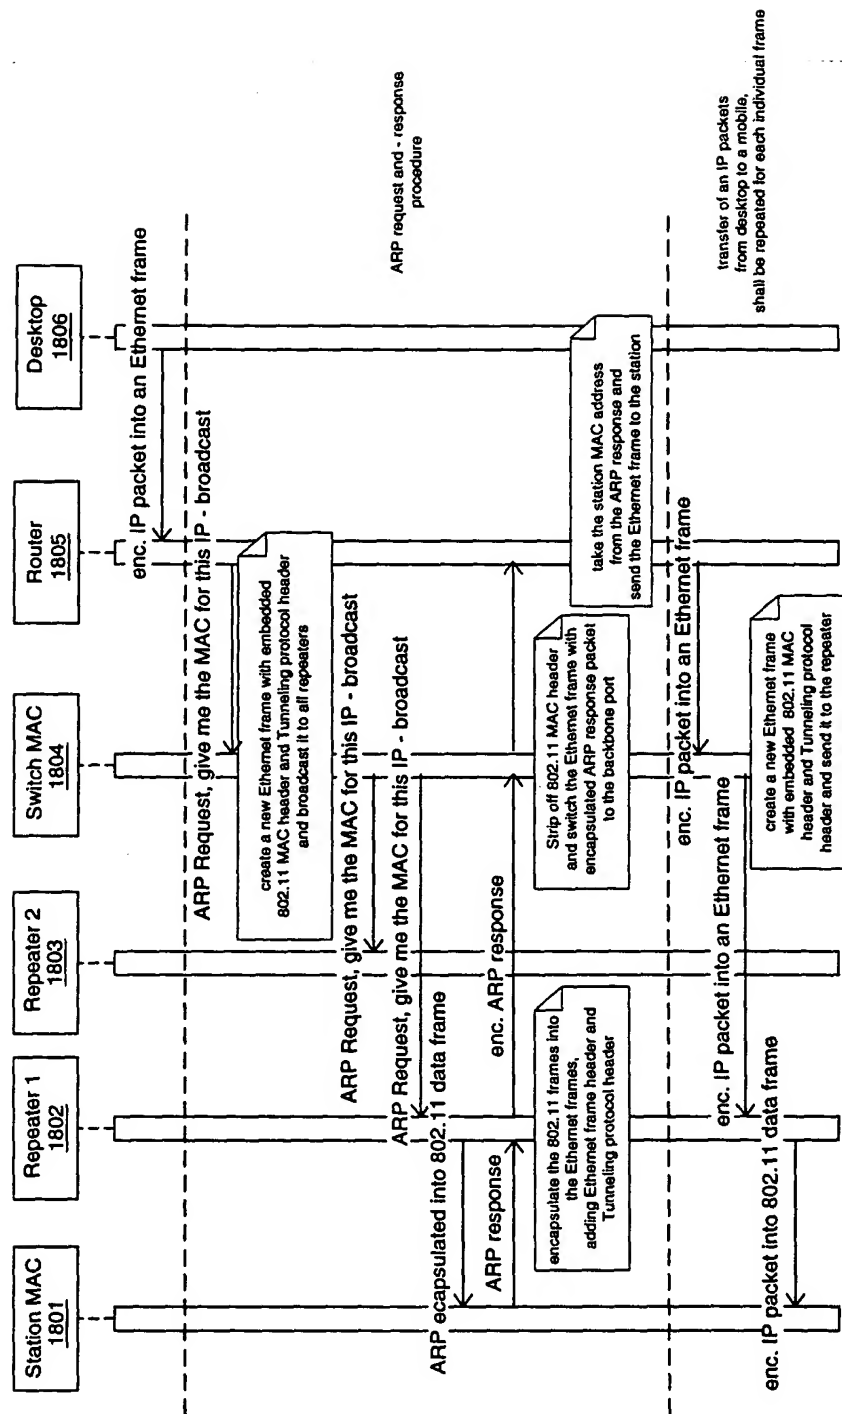 Station MAC
1801
Repeater 1
1802
Repeater 2
1803
Switch MAC
1804
Router
1805
Desktop
1806
enc. IP packet into an Ethernet frame
ARP Request, give me the MAC for this IP - broadcast
create a new Ethernet frame with embedded
802.11 MAC header and Tunneling protocol header
and broadcast it to all repeaters
ARP Request, give me the MAC for this IP - broadcast
ARP Request, give me the MAC for this IP - broadcast
ARP request and - response
procedure
ARP ecapsulated into 802.11 data frame
ARP response
enc. ARP response
encapsulate the 802.11 frames into
the Ethernet frames,
adding Ethernet frame header and
Tunneling protocol header
Strip off 802.11 MAC header
and switch the Ethernet frame with
encapsulated ARP response packet
to the backbone port
take the station MAC address
from the ARP response and
send the Ethernet frame to the station
enc. IP packet into an Ethernet frame
enc. IP packet into an Ethernet frame
create a new Ethernet frame
with embedded 802.11 MAC
header and Tunneling protocol
header and send it to the repeater
enc. IP packet into 802.11 data frame
transfer of an IP packets
from desktop to a mobile,
shall be repeated for each individual frame